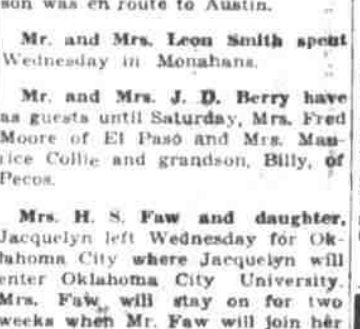 son was en route to Austin.
Mr. and Mrs. Leon Smith spent
Wednesday in Monahans.
Mr. and Mrs. J. D. Berry have
as guests until Saturday, Mrs. Fred
Moore of El Paso and Mrs. Mau-
rice Collie and grandson, Billy, of
Pecos.
Mrs. H. S. Faw and daughter,
Jacquelyn left Wednesday for Ok-
lahoma City where Jacquelyn will
enter Oklahoma City University.
Mrs. Faw will stay on for two
weeks when Mr. Faw will join her